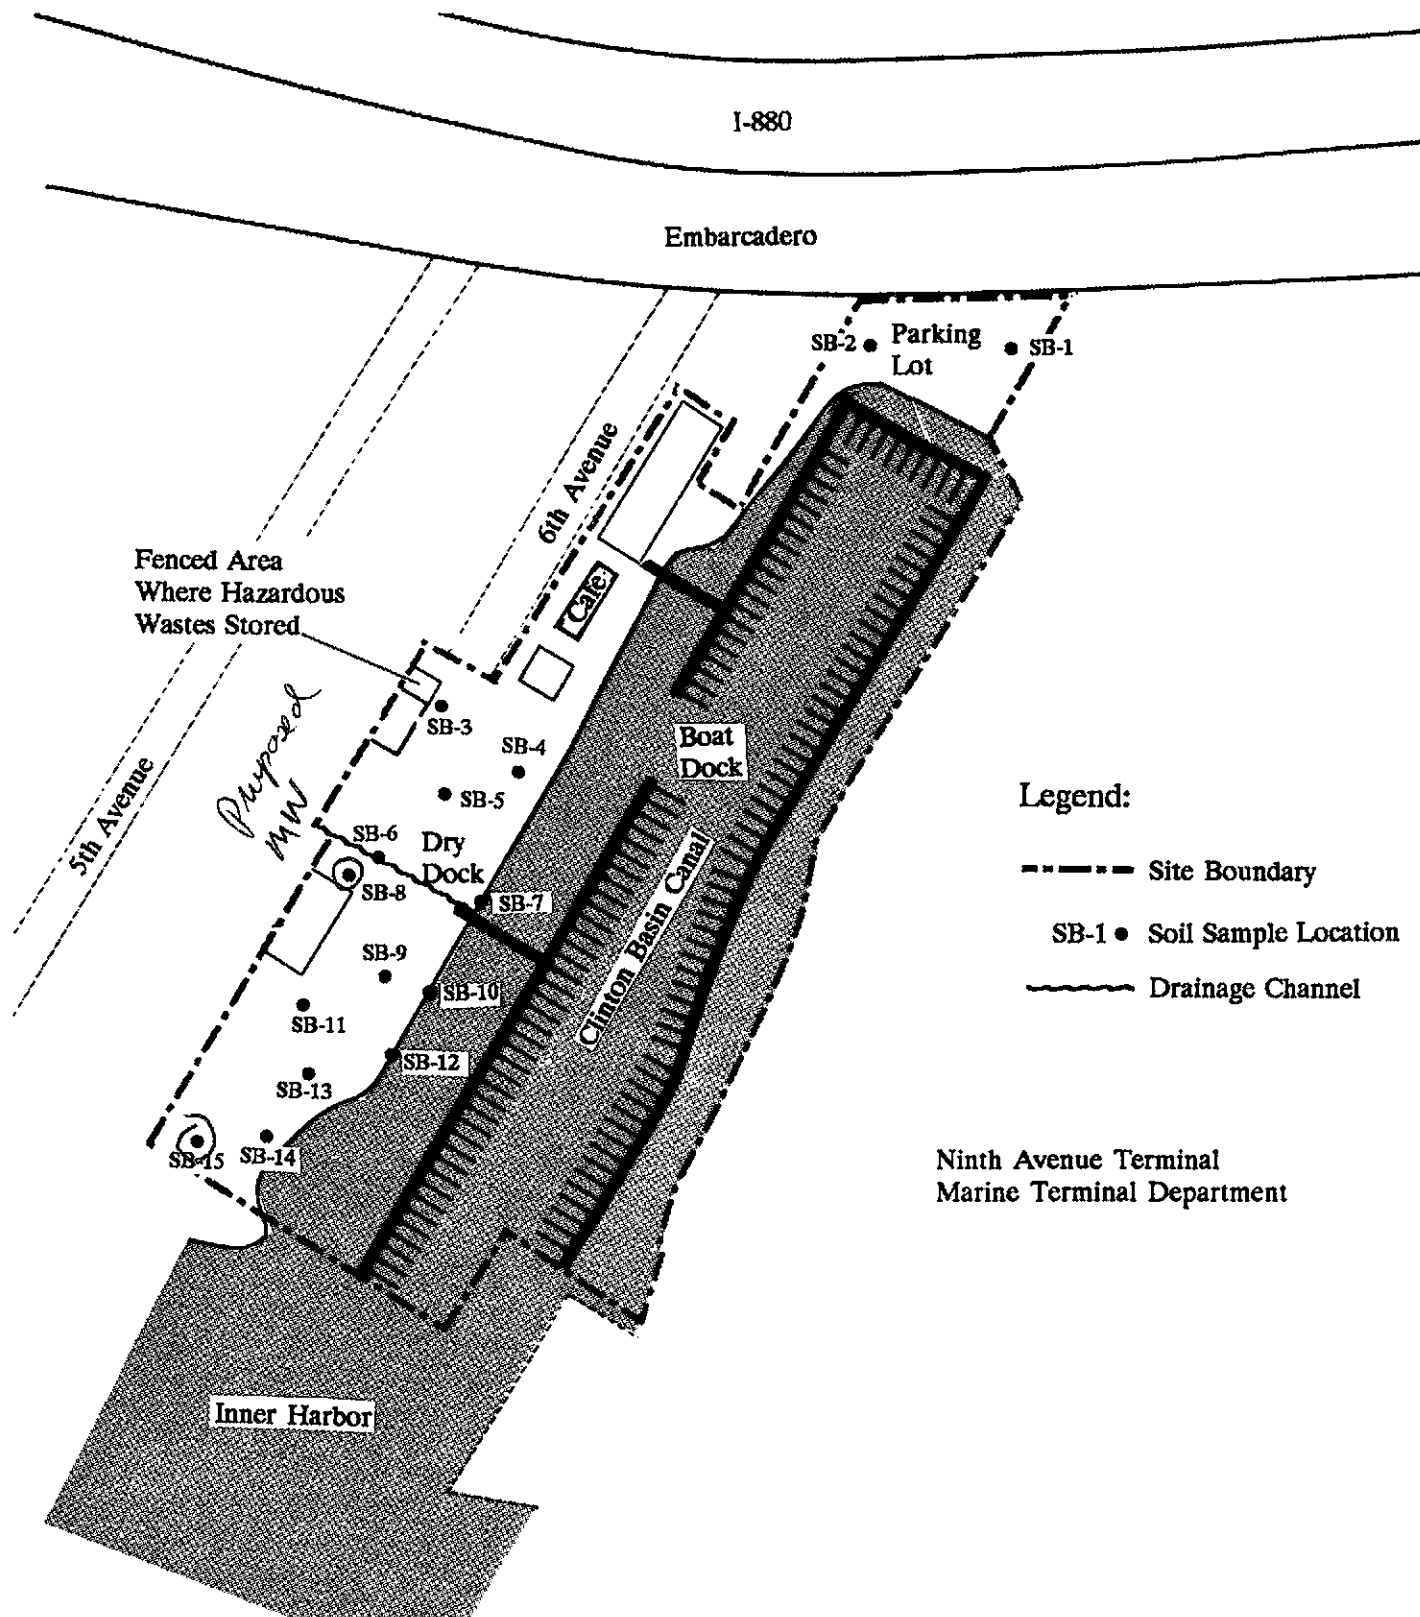 I-880
Embarcadero
SB-2
Parking
Lot
SB-1
6th Avenue
Fenced Area
Where Hazardous
Wastes Stored
Cafe
SB-3
SB-4
SB-5
Boat
Dock
Proposed
MW
5th Avenue
SB-6
Dry
Dock
SB-8
SB-7
Clinton Basin Canal
SB-9
SB-10
SB-11
SB-12
SB-13
SB-14
SB-15
Legend:
Site Boundary
SB-1 Soil Sample Location
Drainage Channel
Ninth Avenue Terminal
Marine Terminal Department
Inner Harbor